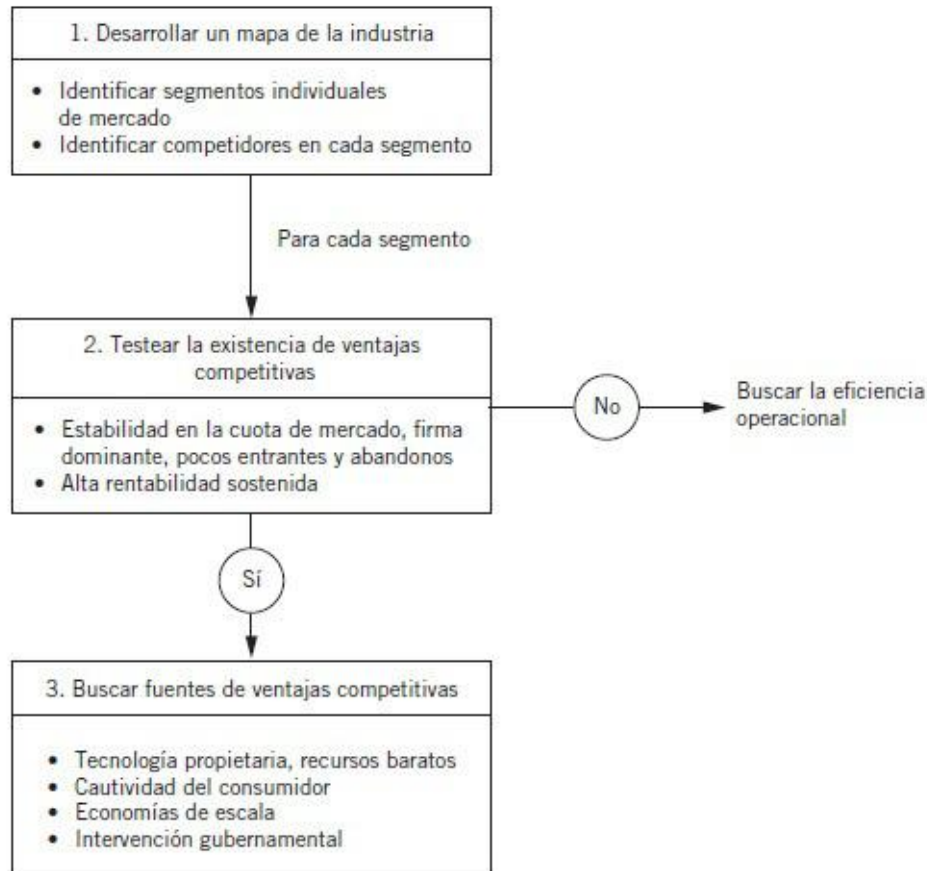 1. Desarrollar un mapa de la industria
• Identificar segmentos individuales
de mercado
• Identificar competidores en cada segmento
Para cada segmento
2. Testear la existencia de ventajas
competitivas
• Estabilidad en la cuota de mercado, firma
dominante, pocos entrantes y abandonos
• Alta rentabilidad sostenida
No
Buscar la eficiencia
operacional
Sí
3. Buscar fuentes de ventajas competitivas
• Tecnología propietaria, recursos baratos
• Cautividad del consumidor
• Economías de escala
• Intervención gubernamental